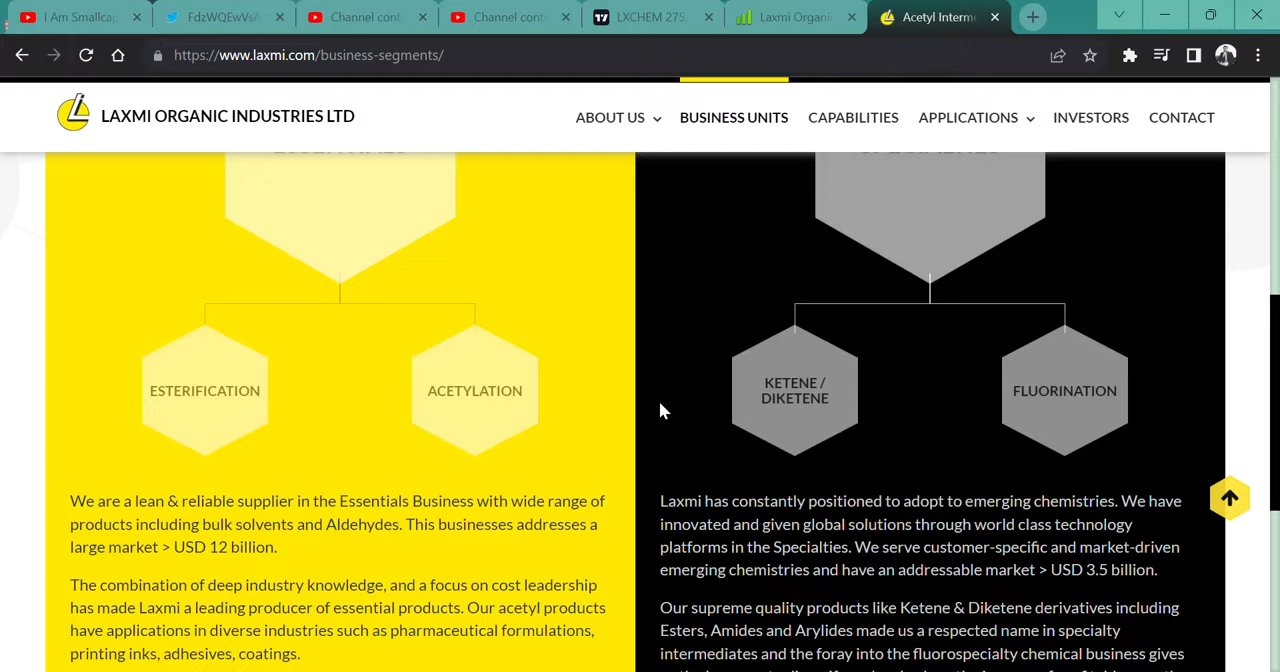 I Am Smallcap
FdzWQEwVsA
Channel cont
Channel cont
LXCHEM 275.
Laxmi Organi
Acetyl Interm
https://www.laxmi.com/business-segments/
LAXMI ORGANIC INDUSTRIES LTD
ABOUT US
BUSINESS UNITS
CAPABILITIES
APPLICATIONS
INVESTORS
CONTACT
ESTERIFICATION
ACETYLATION
KETENE /
DIKETENE
FLUORINATION
We are a lean & reliable supplier in the Essentials Business with wide range of
products including bulk solvents and Aldehydes. This businesses addresses a
large market > USD 12 billion.
The combination of deep industry knowledge, and a focus on cost leadership
has made Laxmi a leading producer of essential products. Our acetyl products
have applications in diverse industries such as pharmaceutical formulations,
printing inks, adhesives, coatings.
Laxmi has constantly positioned to adopt to emerging chemistries. We have
innovated and given global solutions through world class technology
platforms in the Specialties. We serve customer-specific and market-driven
emerging chemistries and have an addressable market > USD 3.5 billion.
Our supreme quality products like Ketene & Diketene derivatives including
Esters, Amides and Arylides made us a respected name in specialty
intermediates and the foray into the fluorospecialty chemical business gives